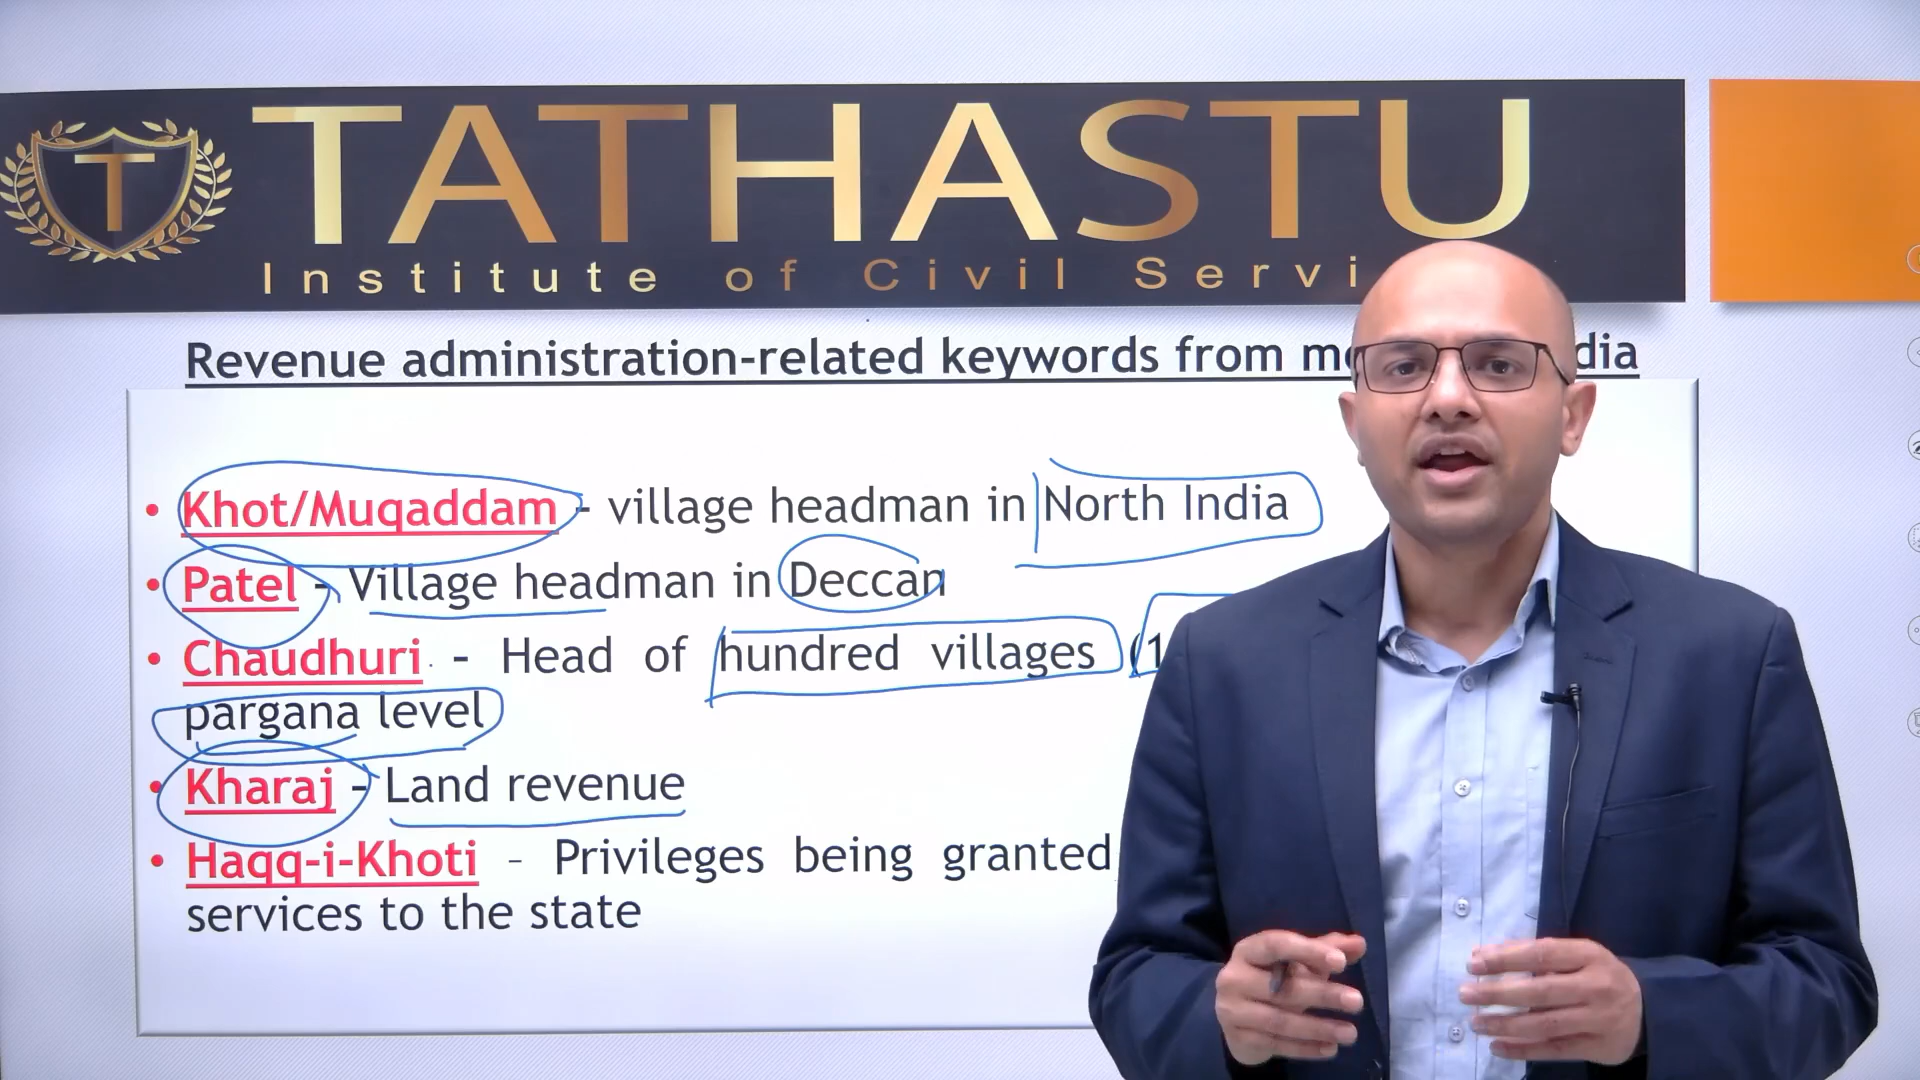 T
TATHASTU
Institute of Civil Servi
Revenue administration-related keywords from
• Khot/Muqaddam - village headman in North India
• Patel - Village headman in Deccan
• Chaudhuri - Head of hundred villages (1
pargana level
• Kharaj - Land revenue
• Haqq-i-Khoti - Privileges being granted
services to the state